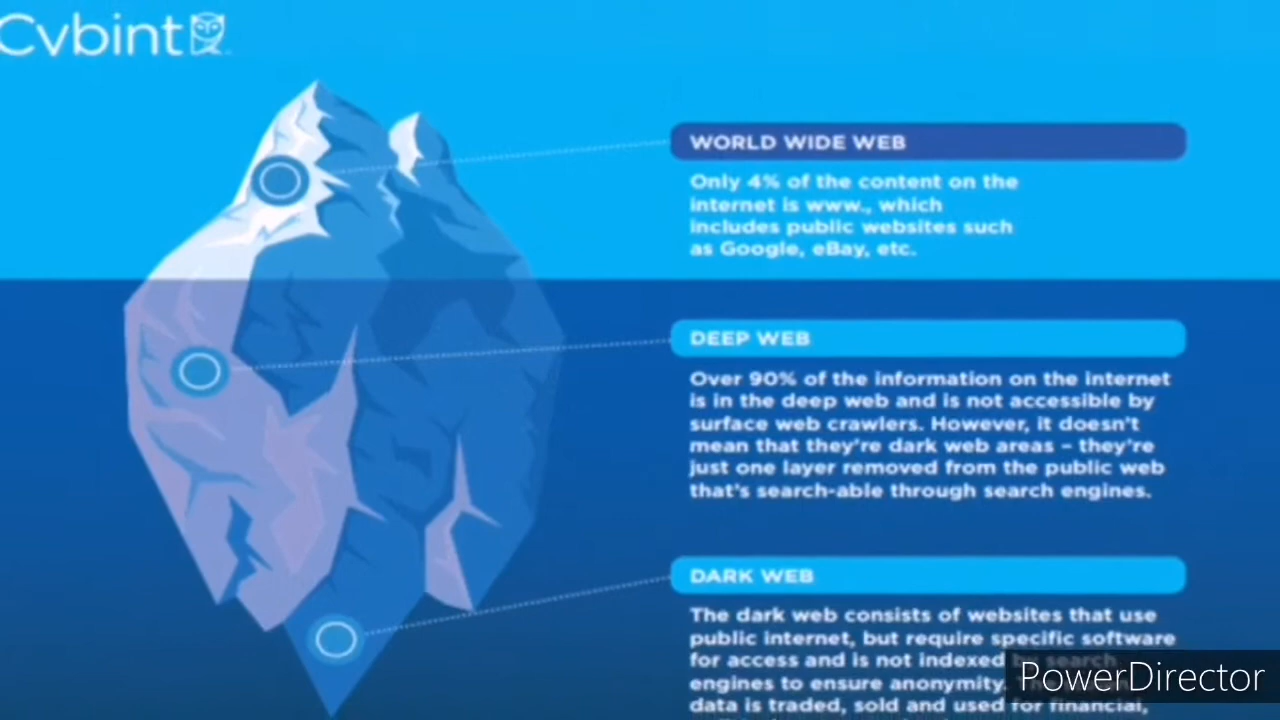 Cybint
WORLD WIDE WEB
Only 4% of the content on the
internet is www., which
includes public websites such
as Google, eBay, etc.
DEEP WEB
Over 90% of the information on the internet
is in the deep web and is not accessible by
surface web crawlers. However, it doesn't
mean that they're dark web areas – they're
just one layer removed from the public web
that's search-able through search engines.
DARK WEB
The dark web consists of websites that use
public internet, but require specific software
for access and is not indexed by search
engines to ensure anonymity.
data is traded, sold and used for financial,
PowerDirector